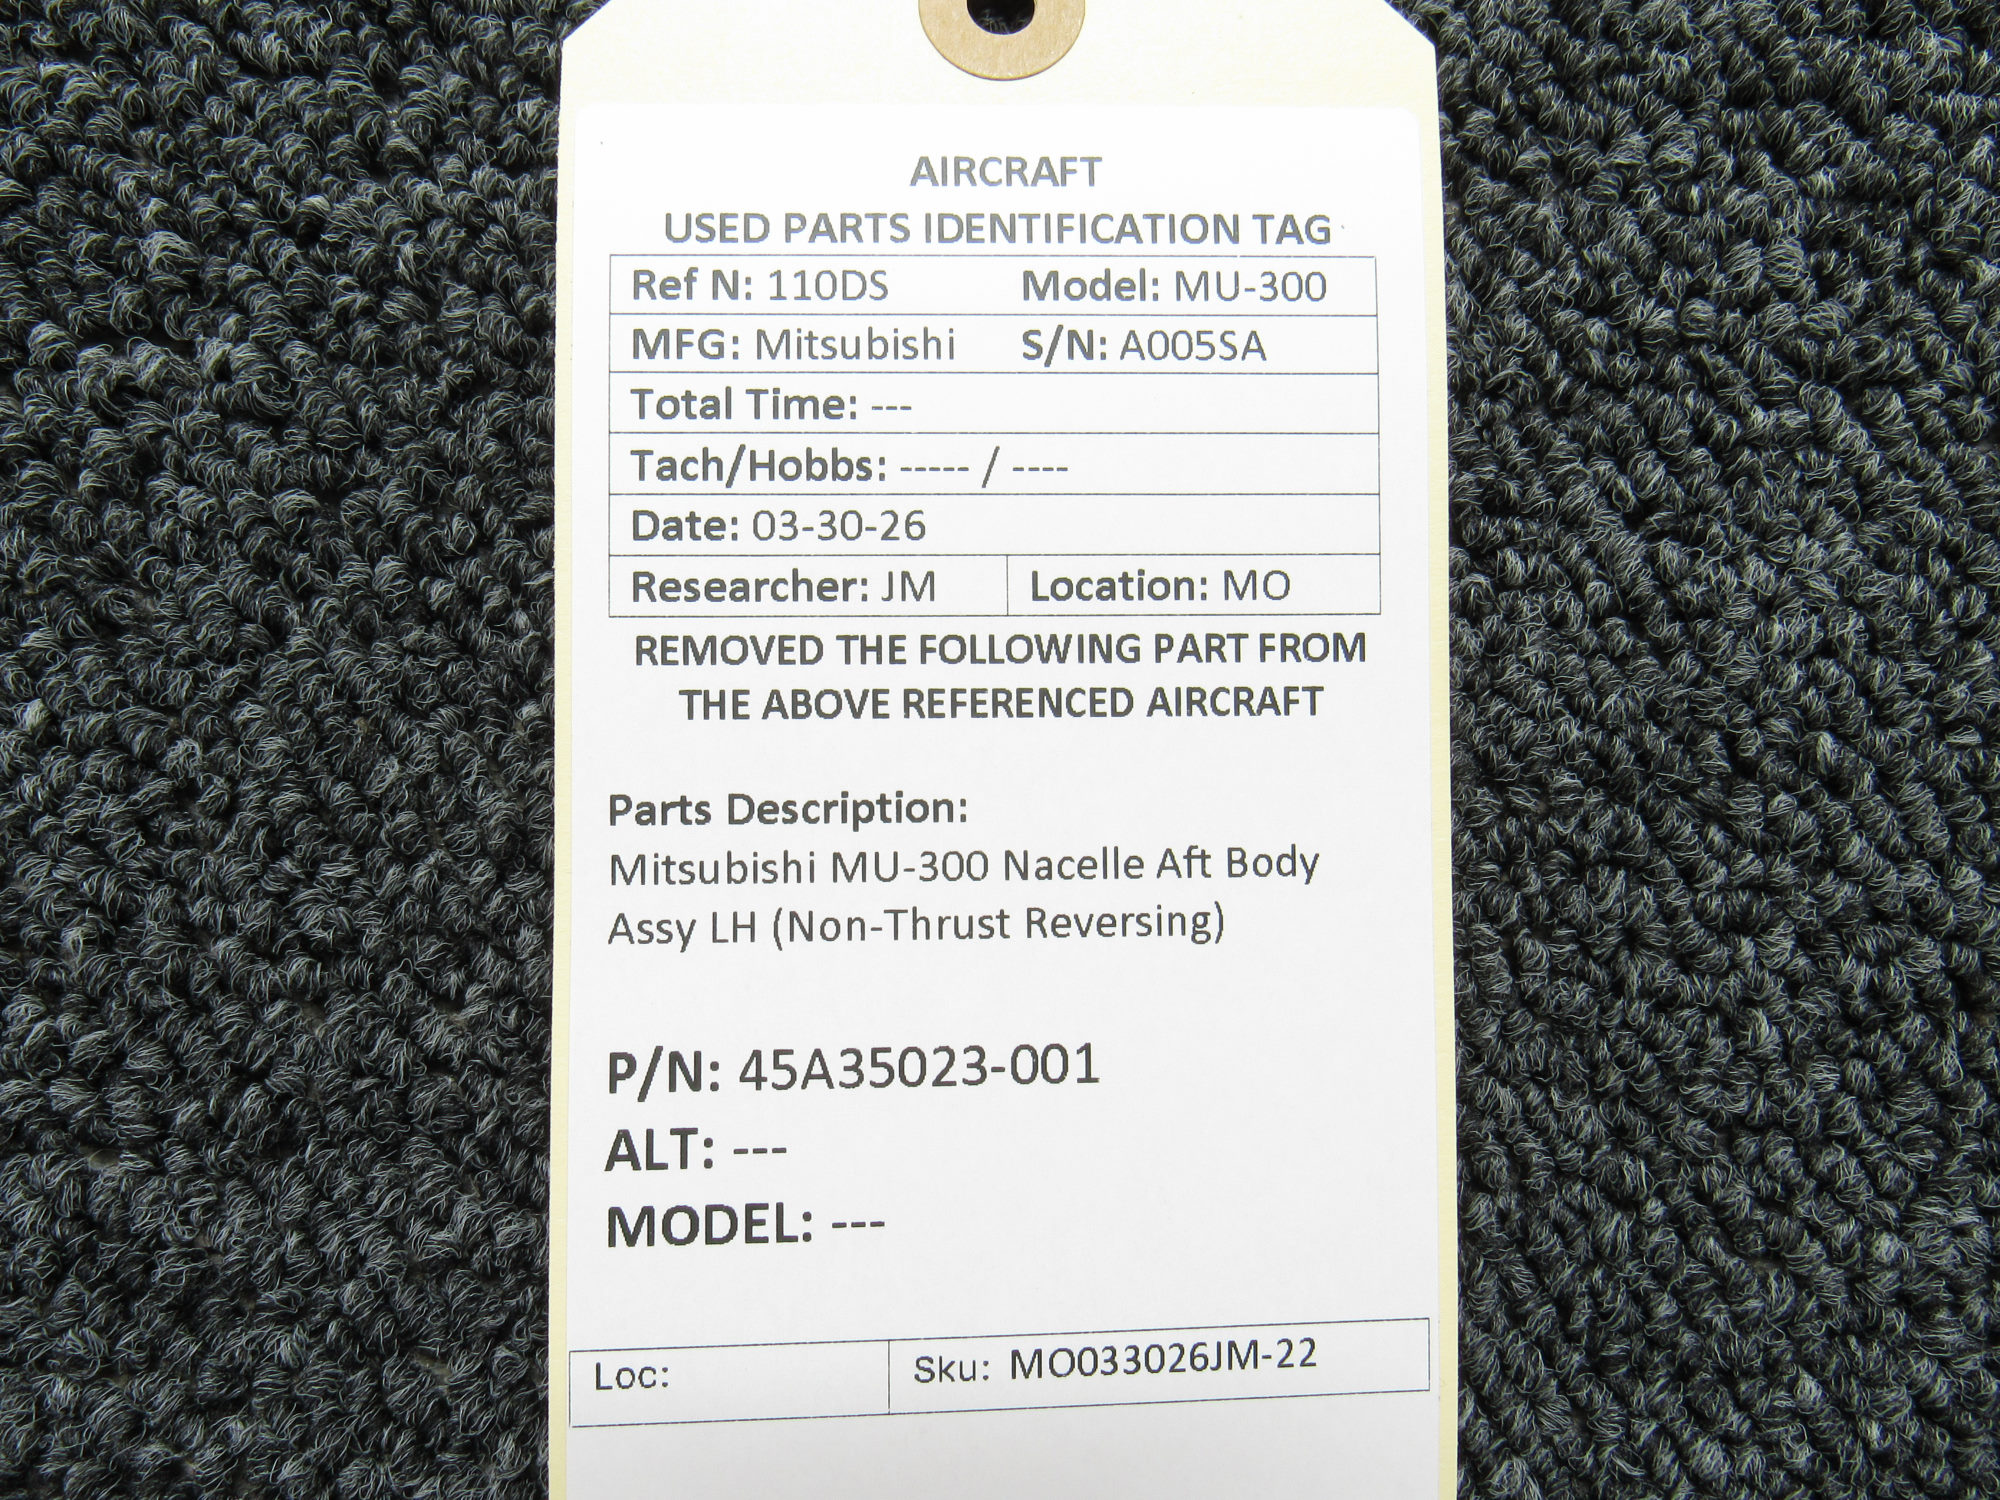 AIRCRAFT
USED PARTS IDENTIFICATION TAG
Ref N: 110DS Model: MU-300
MFG: Mitsubishi S/N: A005SA
Total Time: ---
Tach/Hobbs: ----- / ----
Date: 03-30-26
Researcher: JM Location: MO
REMOVED THE FOLLOWING PART FROM
THE ABOVE REFERENCED AIRCRAFT
Parts Description:
Mitsubishi MU-300 Nacelle Aft Body
Assy LH (Non-Thrust Reversing)
P/N: 45A35023-001
ALT: ---
MODEL: ---
Loc: Sku: MO033026JM-22